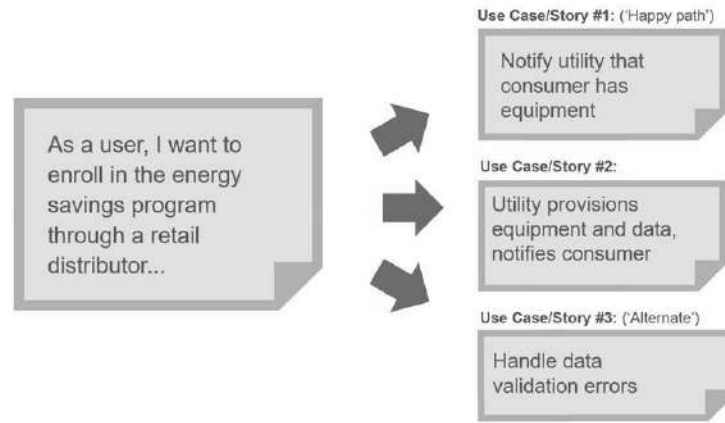 As a user, I want to
enroll in the energy
savings program
through a retail
distributor...
Use Case/Story #1: ('Happy path')
Notify utility that
consumer has
equipment
Use Case/Story #2:
Utility provisions
equipment and data,
notifies consumer
Use Case/Story #3: ('Alternate')
Handle data
validation errors